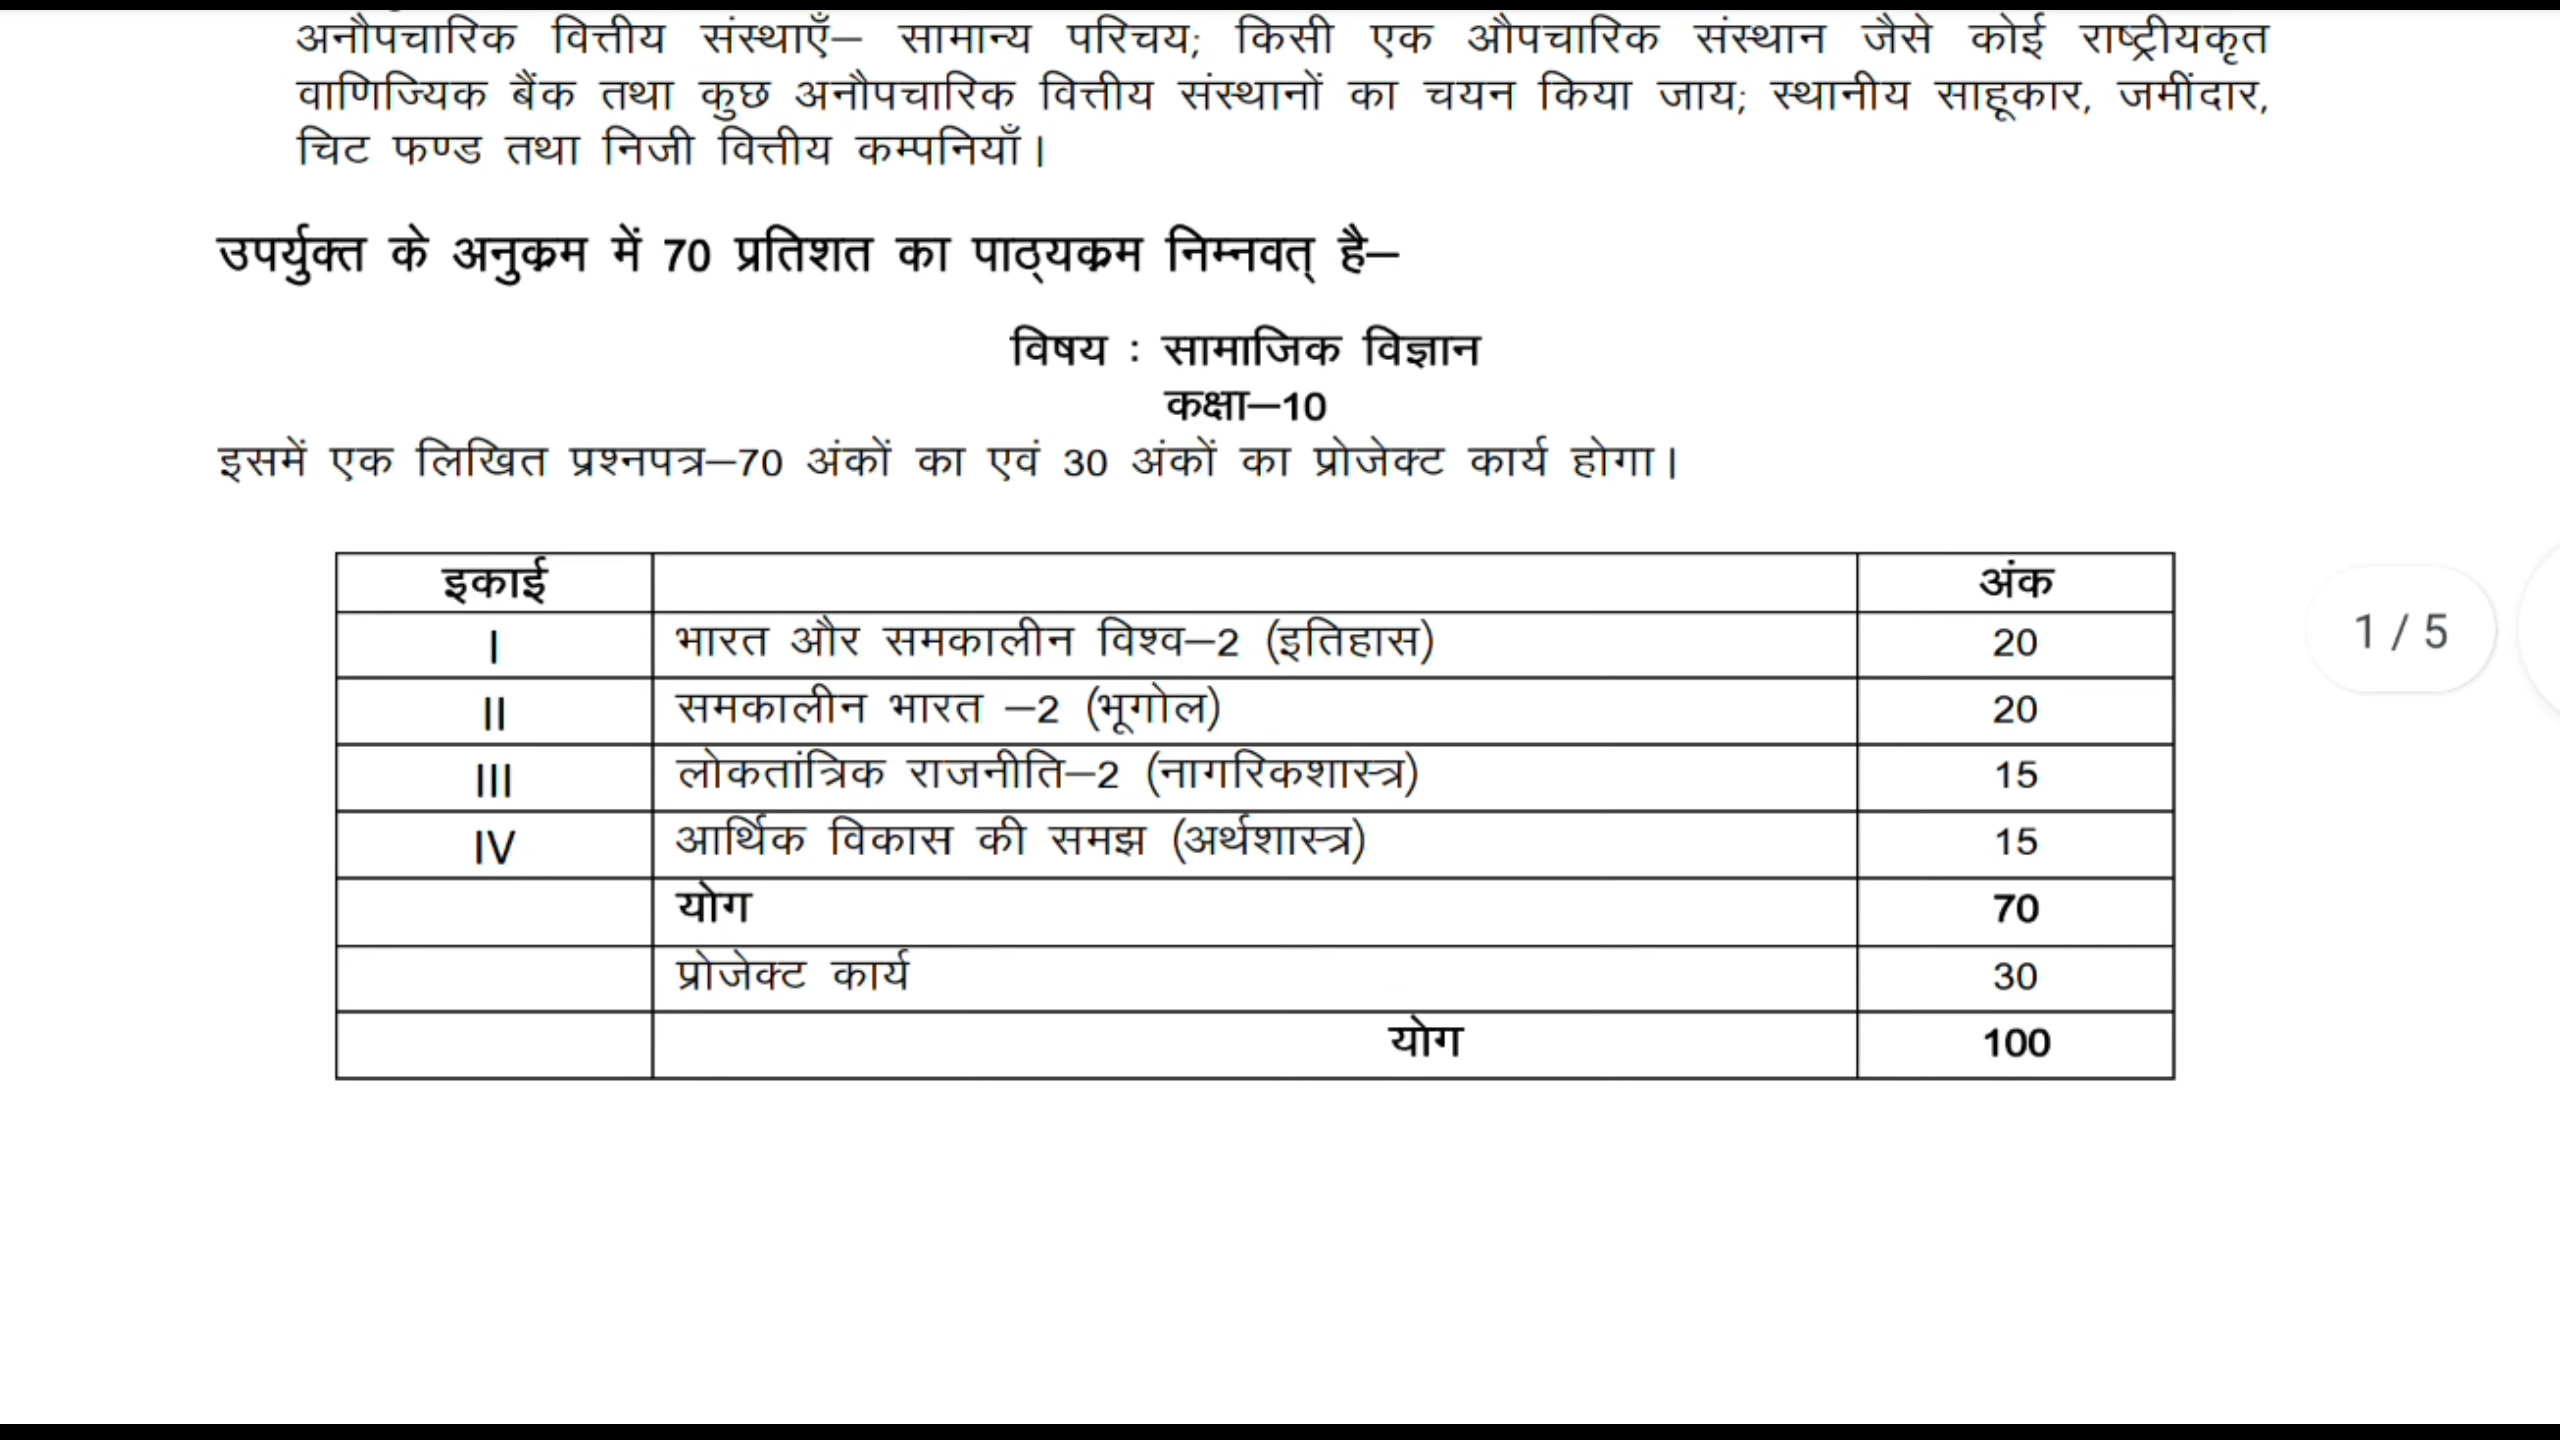 अनौपचारिक वित्तीय संस्थाएँ– सामान्य परिचय; किसी एक औपचारिक संस्थान जैसे कोई राष्ट्रीयकृत
वाणिज्यिक बैंक तथा कुछ अनौपचारिक वित्तीय संस्थानों का चयन किया जाय; स्थानीय साहूकार, जमींदार,
चिट फण्ड तथा निजी वित्तीय कम्पनियाँ।
उपर्युक्त के अनुक्रम में 70 प्रतिशत का पाठ्यक्रम निम्नवत् है–
विषय : सामाजिक विज्ञान
कक्षा–10
इसमें एक लिखित प्रश्नपत्र–70 अंकों का एवं 30 अंकों का प्रोजेक्ट कार्य होगा।
इकाई अंक
I भारत और समकालीन विश्व–2 (इतिहास) 20
II समकालीन भारत –2 (भूगोल) 20
III लोकतांत्रिक राजनीति–2 (नागरिकशास्त्र) 15
IV आर्थिक विकास की समझ (अर्थशास्त्र) 15
योग 70
प्रोजेक्ट कार्य 30
योग 100
1 / 5